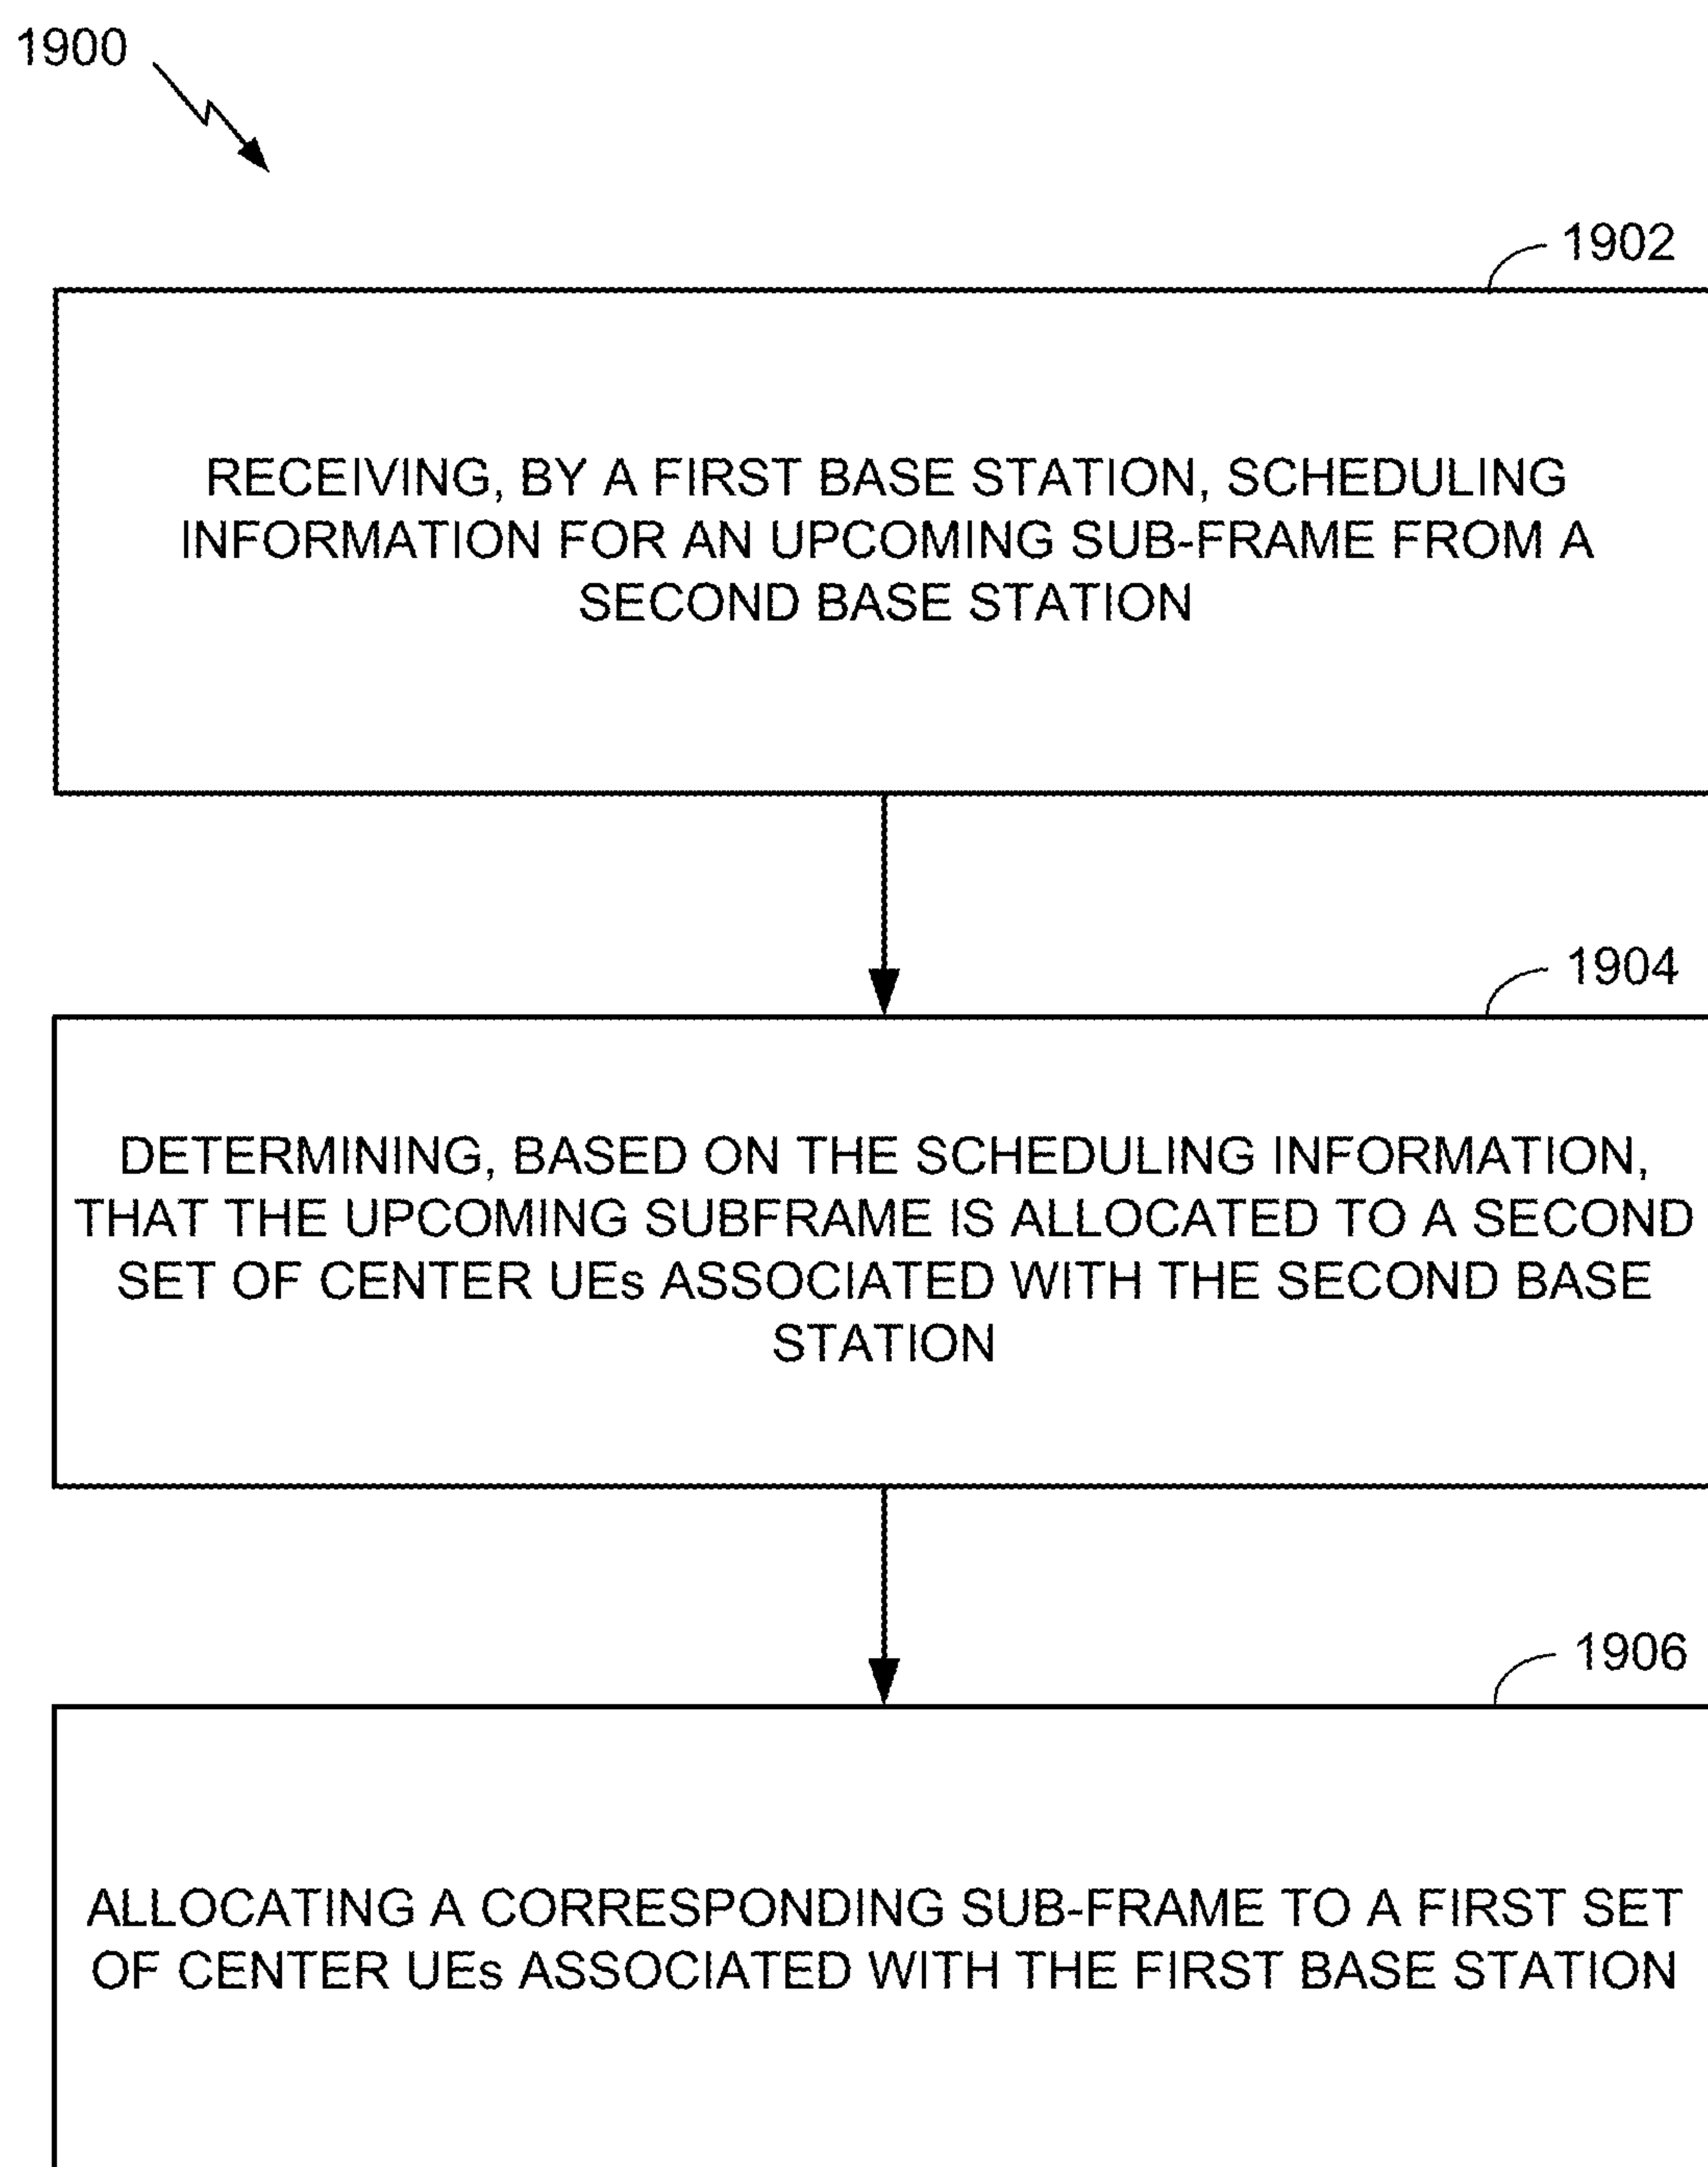 1900
1902
RECEIVING, BY A FIRST BASE STATION, SCHEDULING
INFORMATION FOR AN UPCOMING SUB-FRAME FROM A
SECOND BASE STATION
1904
DETERMINING, BASED ON THE SCHEDULING INFORMATION,
THAT THE UPCOMING SUBFRAME IS ALLOCATED TO A SECOND
SET OF CENTER UEs ASSOCIATED WITH THE SECOND BASE
STATION
1906
ALLOCATING A CORRESPONDING SUB-FRAME TO A FIRST SET
OF CENTER UEs ASSOCIATED WITH THE FIRST BASE STATION